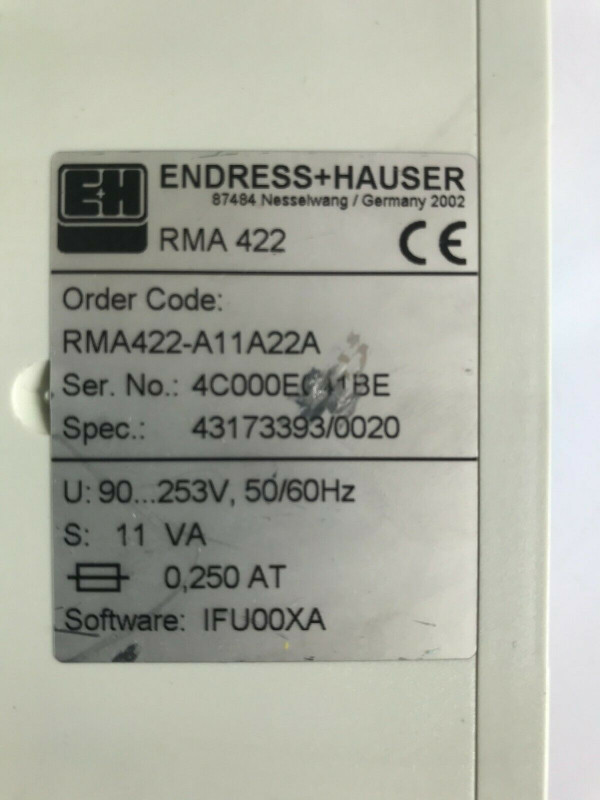 E+H
ENDRESS+HAUSER
87484 Nesselwang / Germany 2002
RMA 422
CE
Order Code:
RMA422-A11A22A
Ser. No.:
Spec.: 43173393/0020
U: 90...253V, 50/60Hz
S: 11 VA
0,250 AT
Software: IFU00XA